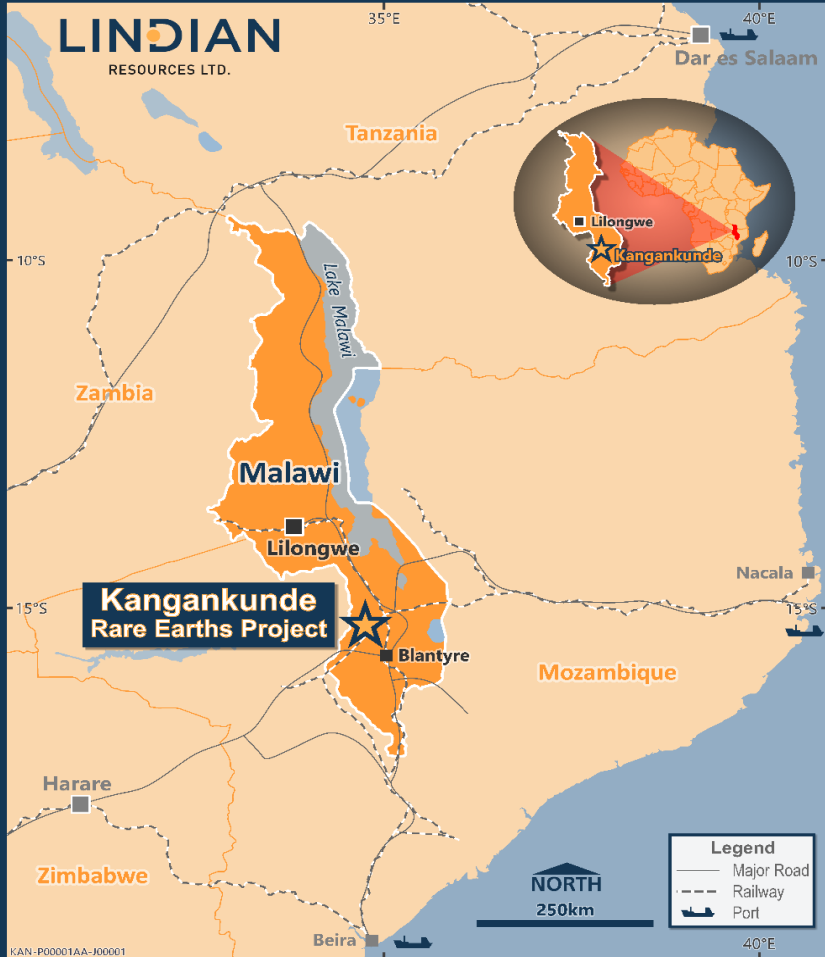 LINDIAN
RESOURCES LTD.
35°E
40°E
Dar es Salaam
Tanzania
Lilongwe
Kangankunde
10°S
10°S
Lake Malawi
Zambia
Malawi
Lilongwe
Nacala
Kangankunde
Rare Earths Project
15°S
15°S
Blantyre
Mozambique
Harare
Zimbabwe
Legend
Major Road
Railway
Port
NORTH
250km
Beira
KAN-P00001AA-J00001
40°E